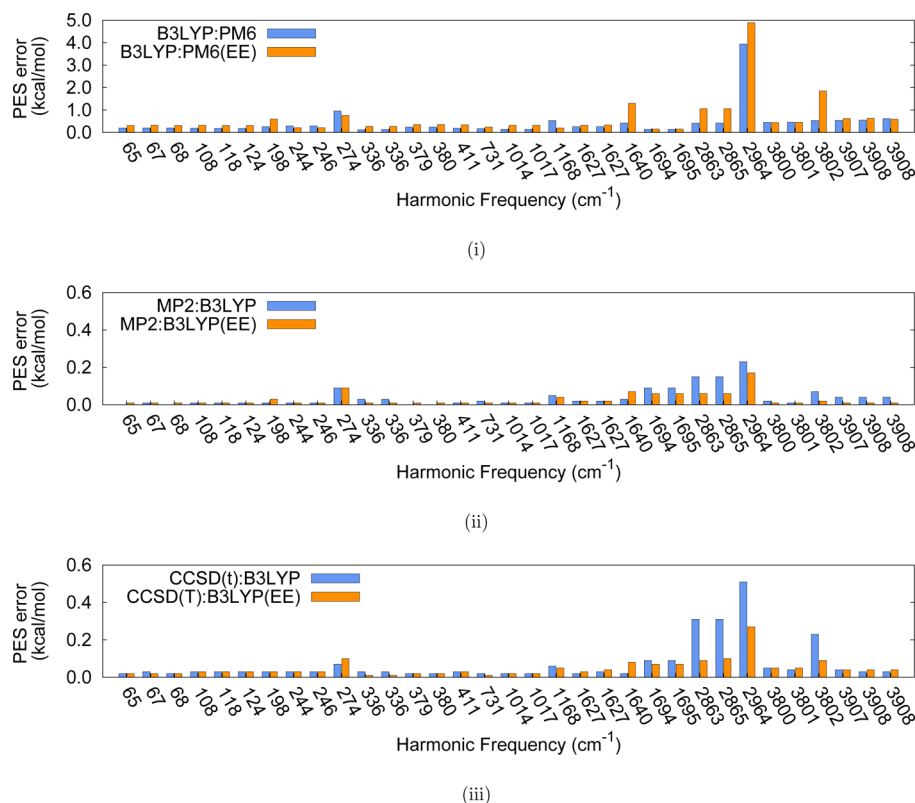 B3LYP:PM6
B3LYP:PM6(EE)
PES error
(kcal/mol)
5.0
4.0
3.0
2.0
1.0
0.0
65 67 68 108 118 124 198 244 246 274 336 336 379 380 411 731 1014 1017 1168 1627 1627 1640 1694 1695 2863 2865 2964 3800 3801 3802 3907 3908 3908
Harmonic Frequency (cm-1)
(i)
MP2:B3LYP
MP2:B3LYP(EE)
PES error
(kcal/mol)
0.6
0.4
0.2
0.0
65 67 68 108 118 124 198 244 246 274 336 336 379 380 411 731 1014 1017 1168 1627 1627 1640 1694 1695 2863 2865 2964 3800 3801 3802 3907 3908 3908
Harmonic Frequency (cm-1)
(ii)
CCSD(t):B3LYP
CCSD(T):B3LYP(EE)
PES error
(kcal/mol)
0.6
0.4
0.2
0.0
65 67 68 108 118 124 198 244 246 274 336 336 379 380 411 731 1014 1017 1168 1627 1627 1640 1694 1695 2863 2865 2964 3800 3801 3802 3907 3908 3908
Harmonic Frequency (cm-1)
(iii)